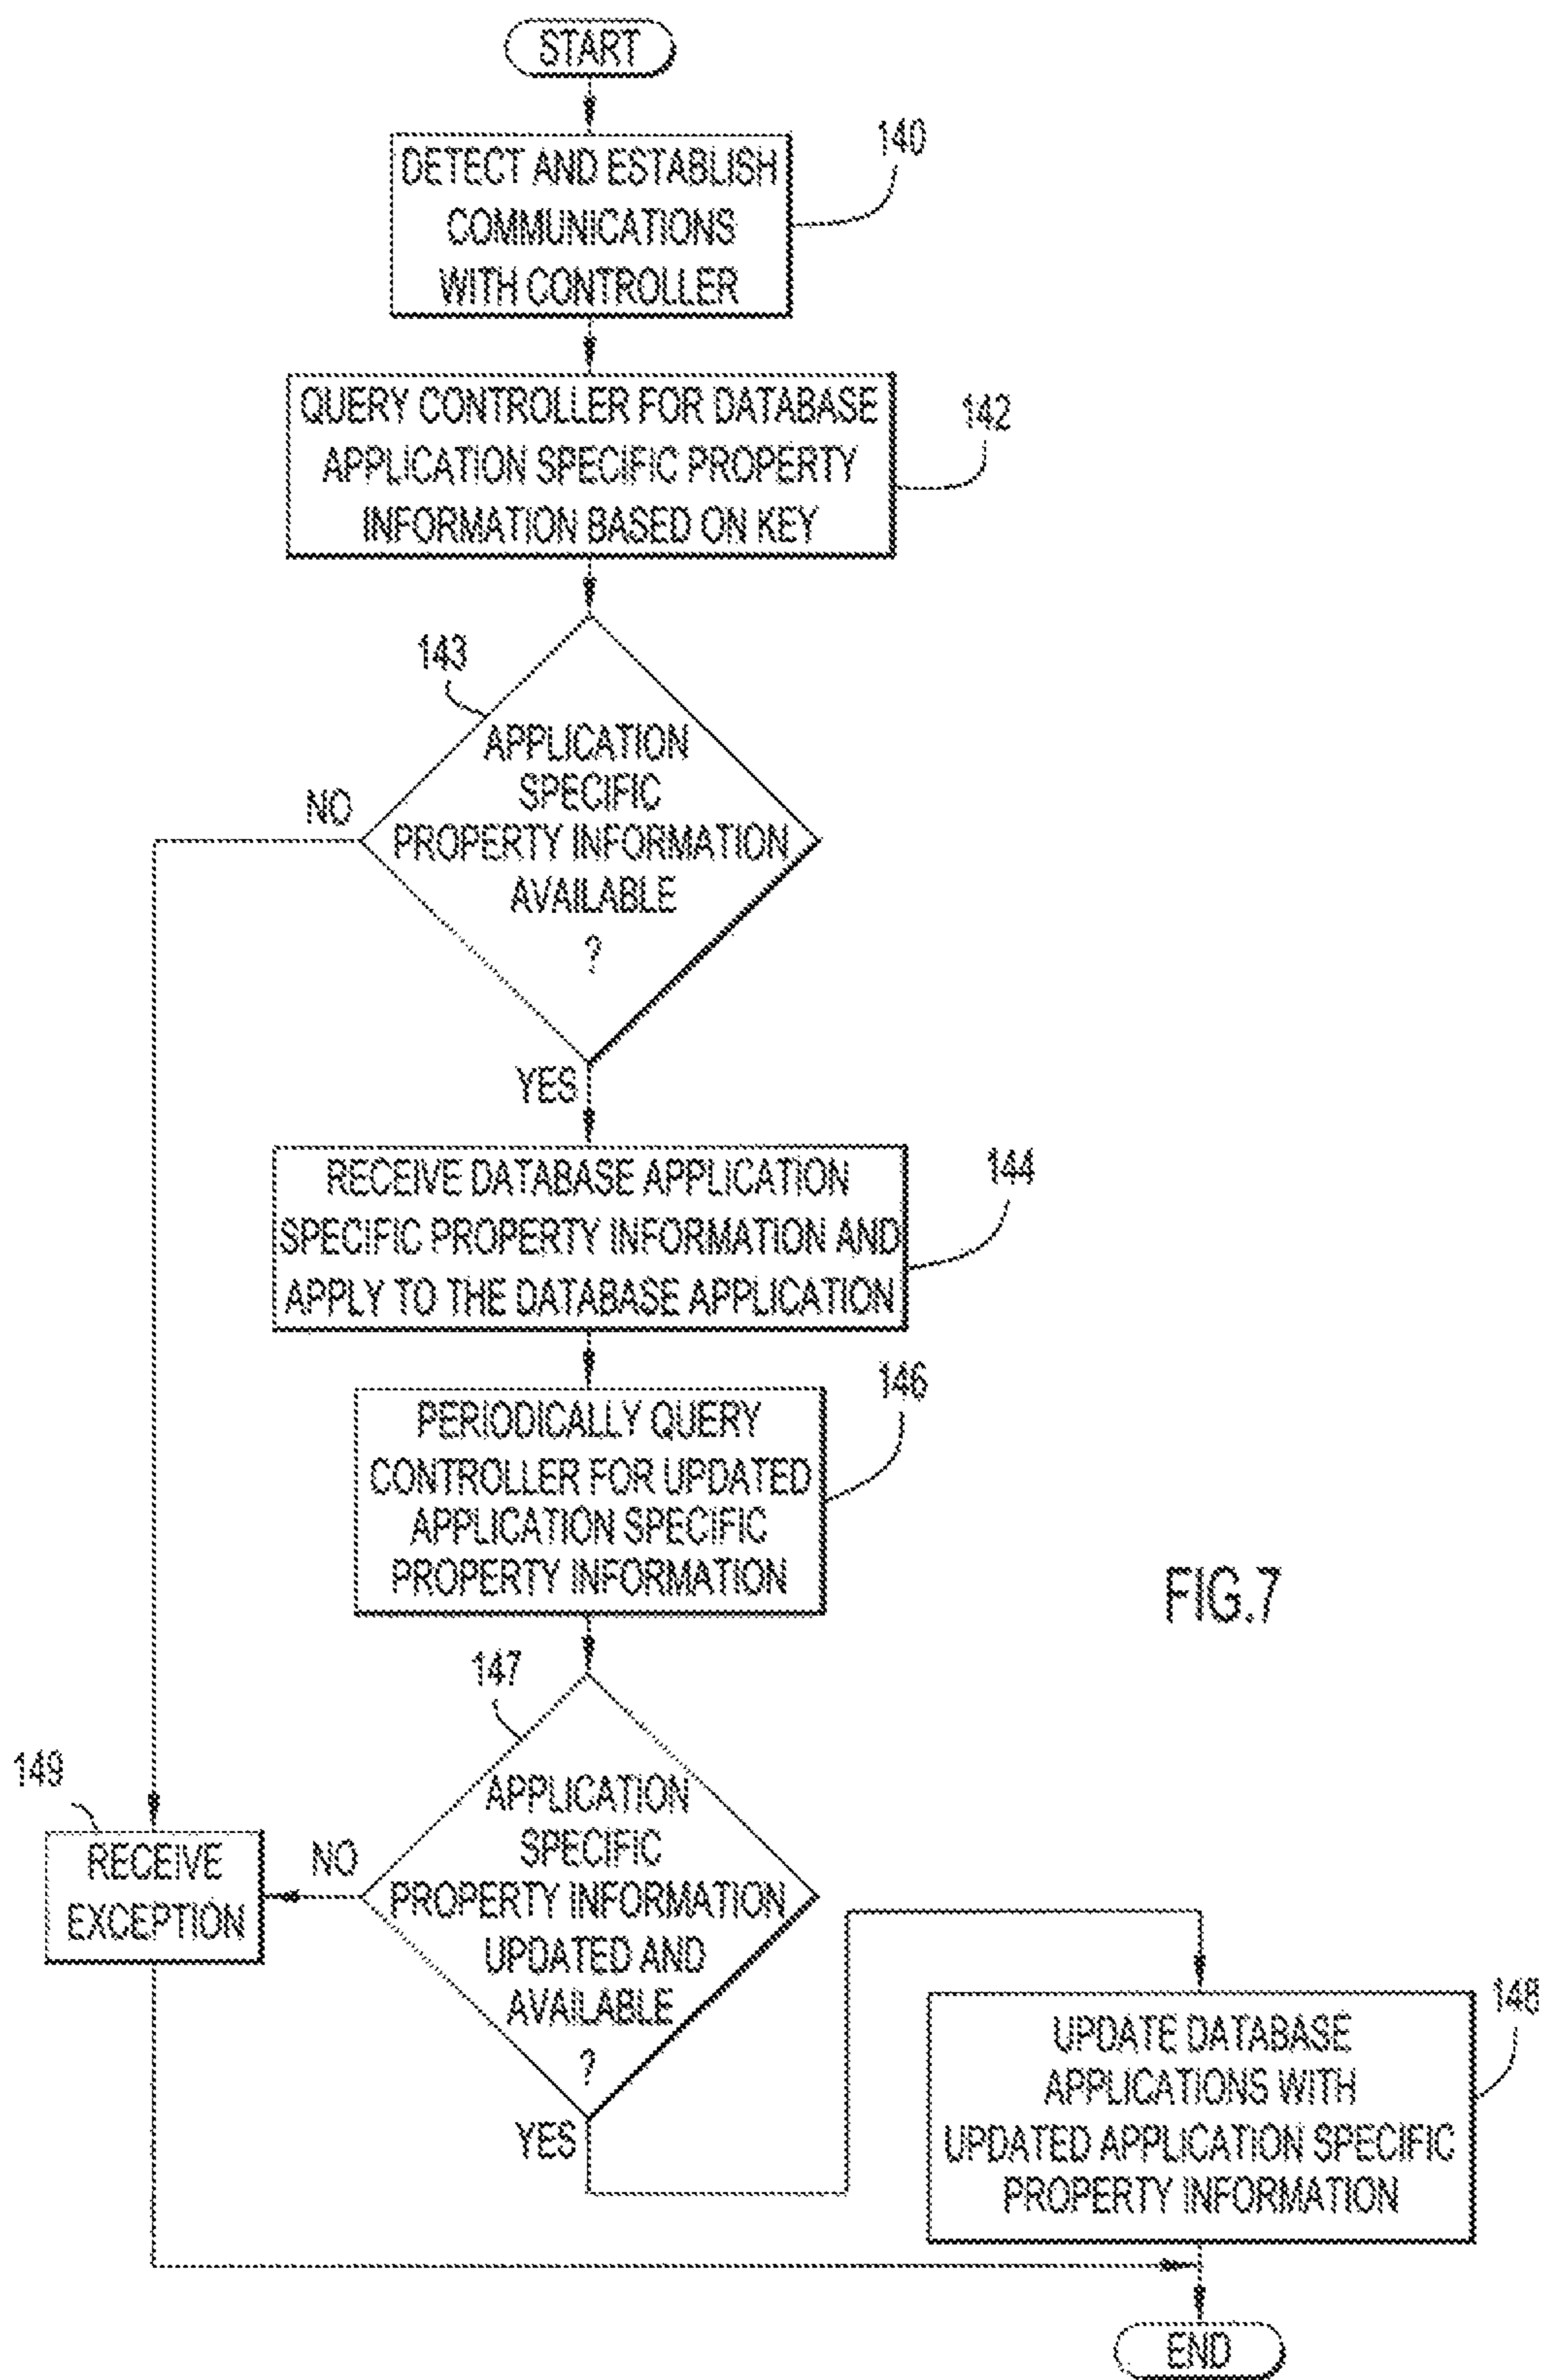 START
140
DETECT AND ESTABLISH
COMMUNICATIONS
WITH CONTROLLER
142
QUERY CONTROLLER FOR DATABASE
APPLICATION SPECIFIC PROPERTY
INFORMATION BASED ON KEY
143
APPLICATION
SPECIFIC
PROPERTY INFORMATION
AVAILABLE
?
NO
YES
144
RECEIVE DATABASE APPLICATION
SPECIFIC PROPERTY INFORMATION AND
APPLY TO THE DATABASE APPLICATION
146
PERIODICALLY QUERY
CONTROLLER FOR UPDATED
APPLICATION SPECIFIC
PROPERTY INFORMATION
FIG.7
147
APPLICATION
SPECIFIC
PROPERTY INFORMATION
UPDATED AND
AVAILABLE
?
NO
YES
149
RECEIVE
EXCEPTION
148
UPDATE DATABASE
APPLICATIONS WITH
UPDATED APPLICATION SPECIFIC
PROPERTY INFORMATION
END